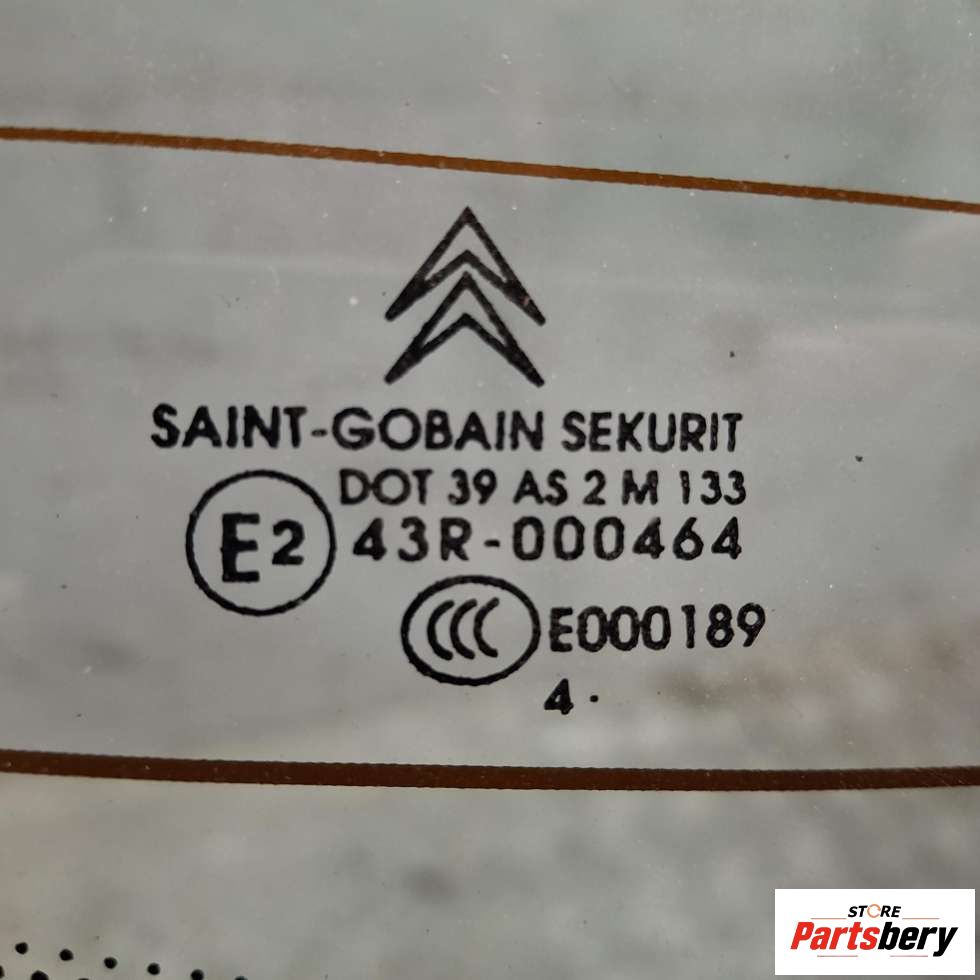 SAINT-GOBAIN SEKURIT
DOT 39 AS 2 M 133
E2 43R-000464
CCC E000189
4 .
STORE
Partsbery